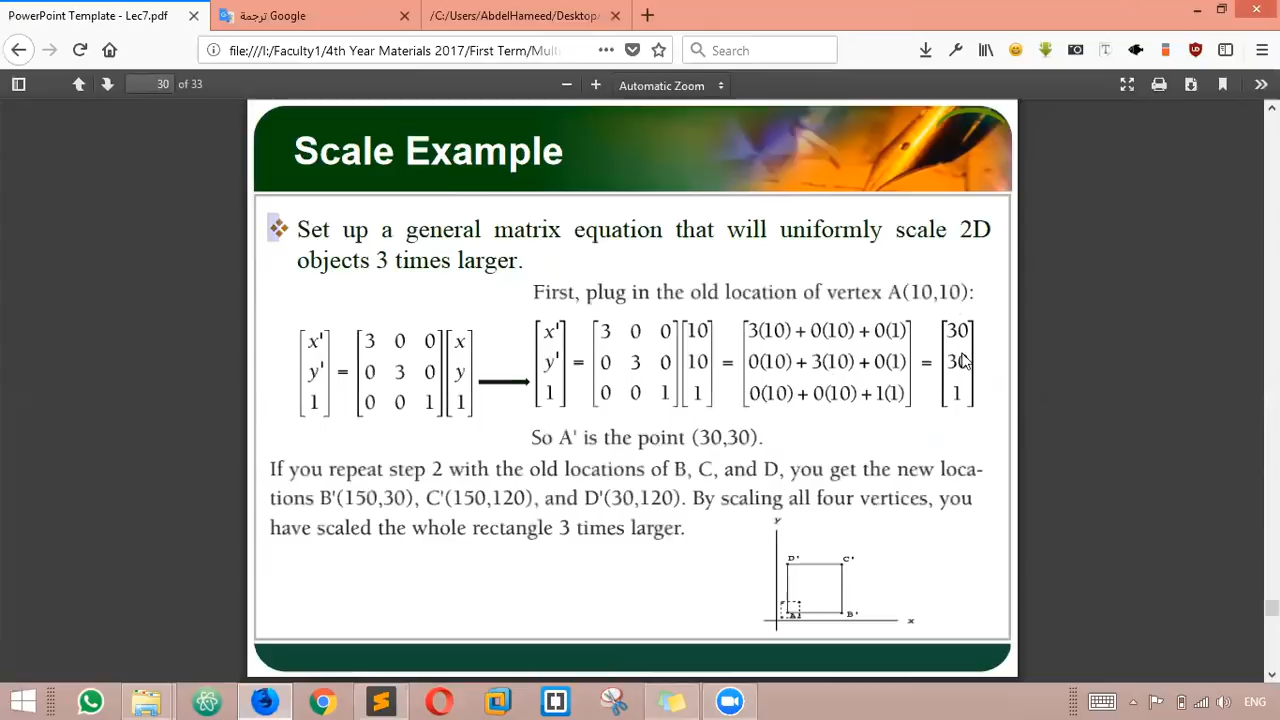 PowerPoint Template - Lec7.pdf
ترجمة Google
/C:/Users/AbdelHameed/Desktop/
file:///I:/Faculty1/4th Year Materials 2017/First Term/Mult
Search
30 of 33
Automatic Zoom
Scale Example
Set up a general matrix equation that will uniformly scale 2D
objects 3 times larger.
First, plug in the old location of vertex A(10,10):
[x'] [3 0 0][x] [x'] [3 0 0][10] [3(10) + 0(10) + 0(1)] [30]
[y'] = [0 3 0][y] [y'] = [0 3 0][10] = [0(10) + 3(10) + 0(1)] = [30]
[1] [0 0 1][1] [1] [0 0 1][1] [0(10) + 0(10) + 1(1)] [1]
So A' is the point (30,30).
If you repeat step 2 with the old locations of B, C, and D, you get the new loca-
tions B'(150,30), C'(150,120), and D'(30,120). By scaling all four vertices, you
have scaled the whole rectangle 3 times larger.
y
D' C'
A' B'
x
ENG